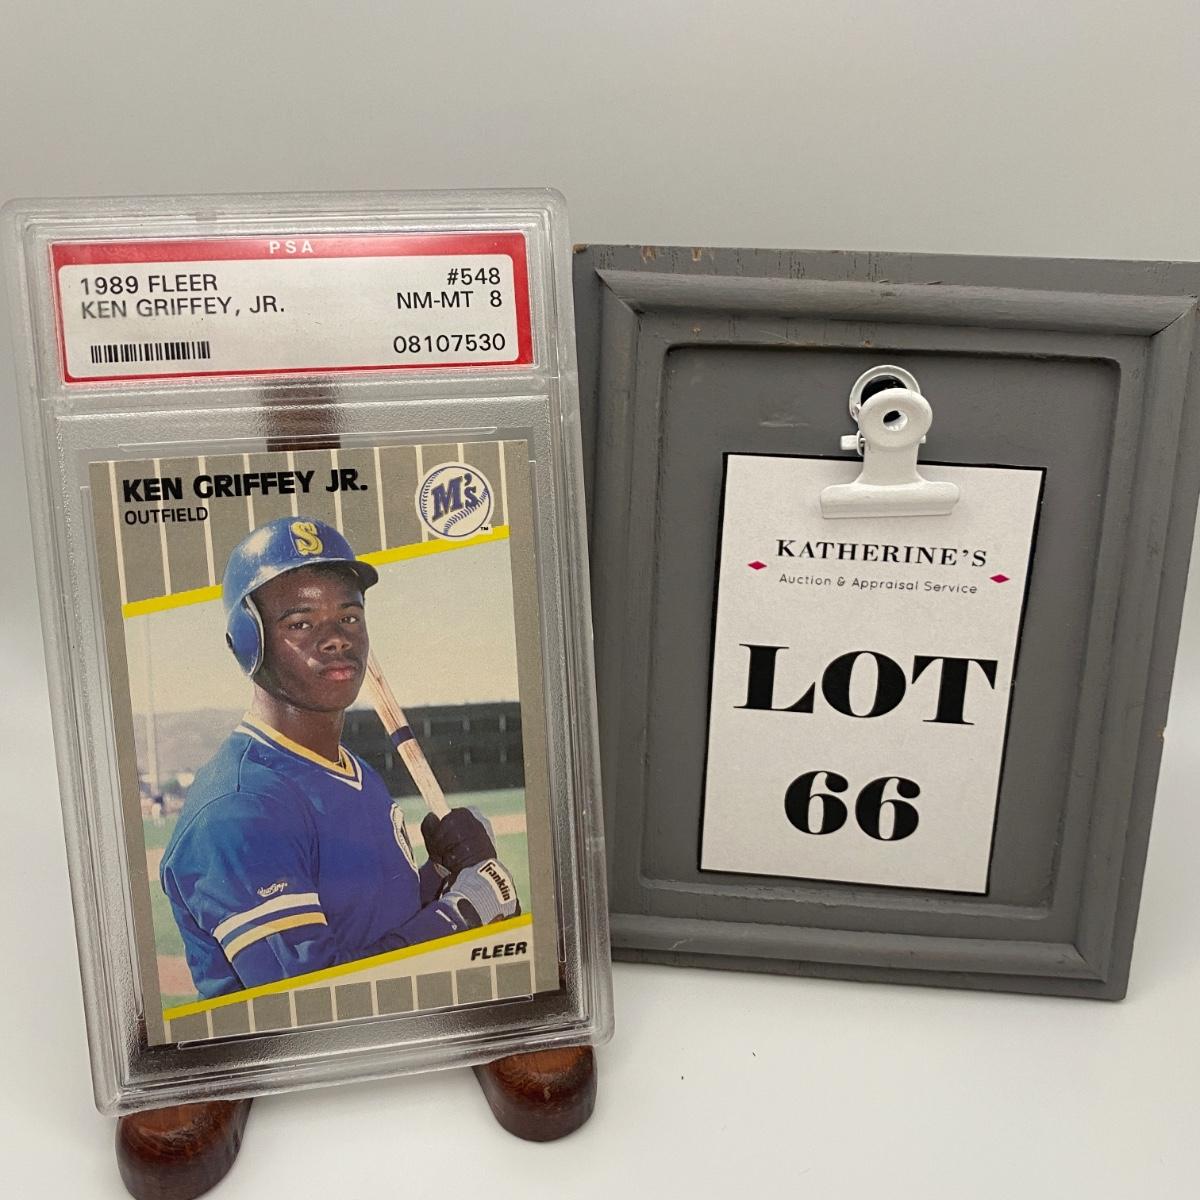 PSA
1989 FLEER #548
KEN GRIFFEY, JR. NM-MT 8
08107530
KEN GRIFFEY JR.
OUTFIELD
M's
TM
S
Franklin
FLEER
KATHERINE'S
Auction & Appraisal Service
LOT
66